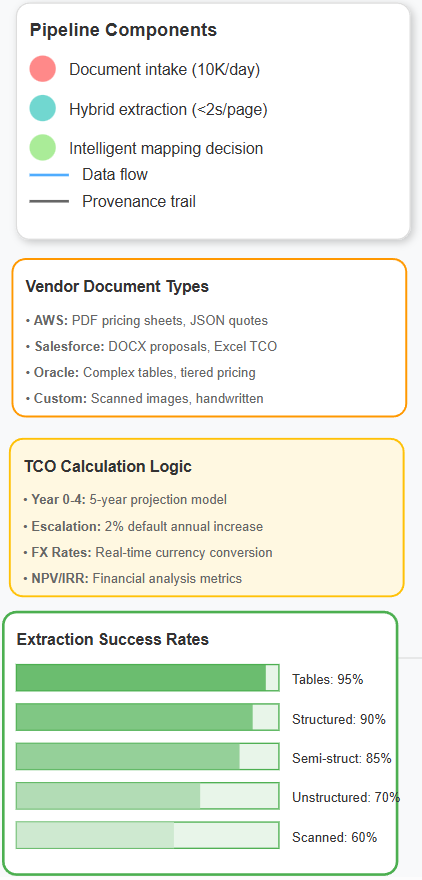 Pipeline Components
Document intake (10K/day)
Hybrid extraction (<2s/page)
Intelligent mapping decision
Data flow
Provenance trail
Vendor Document Types
• AWS: PDF pricing sheets, JSON quotes
• Salesforce: DOCX proposals, Excel TCO
• Oracle: Complex tables, tiered pricing
• Custom: Scanned images, handwritten
TCO Calculation Logic
• Year 0-4: 5-year projection model
• Escalation: 2% default annual increase
• FX Rates: Real-time currency conversion
• NPV/IRR: Financial analysis metrics
Extraction Success Rates
Tables: 95%
Structured: 90%
Semi-struct: 85%
Unstructured: 70%
Scanned: 60%